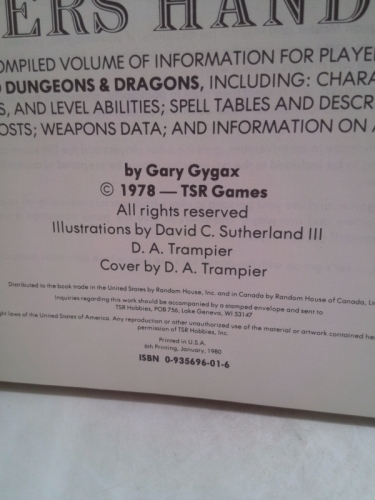 ERS HAND
OMPILED VOLUME OF INFORMATION FOR PLAYE
DUNGEONS & DRAGONS, INCLUDING: CHARA
S, AND LEVEL ABILITIES; SPELL TABLES AND DESCR
OSTS; WEAPONS DATA; AND INFORMATION ON
by Gary Gygax
© 1978 — TSR Games
All rights reserved
Illustrations by David C. Sutherland III
D. A. Trampier
Cover by D. A. Trampier
Distributed to the book trade in the United States by Random House, Inc. and in Canada by Random House of Canada, Lt
Inquiries regarding this work should be accompanied by a stamped envelope and sent to
TSR Hobbies, POB 756, Lake Geneva, WI 53147
ght laws of the United States of America. Any reproduction or other unauthorized use of the material or artwork contained her
permission of TSR Hobbies, Inc.
Printed in U.S.A.
6th Printing, January, 1980
ISBN 0-935696-01-6